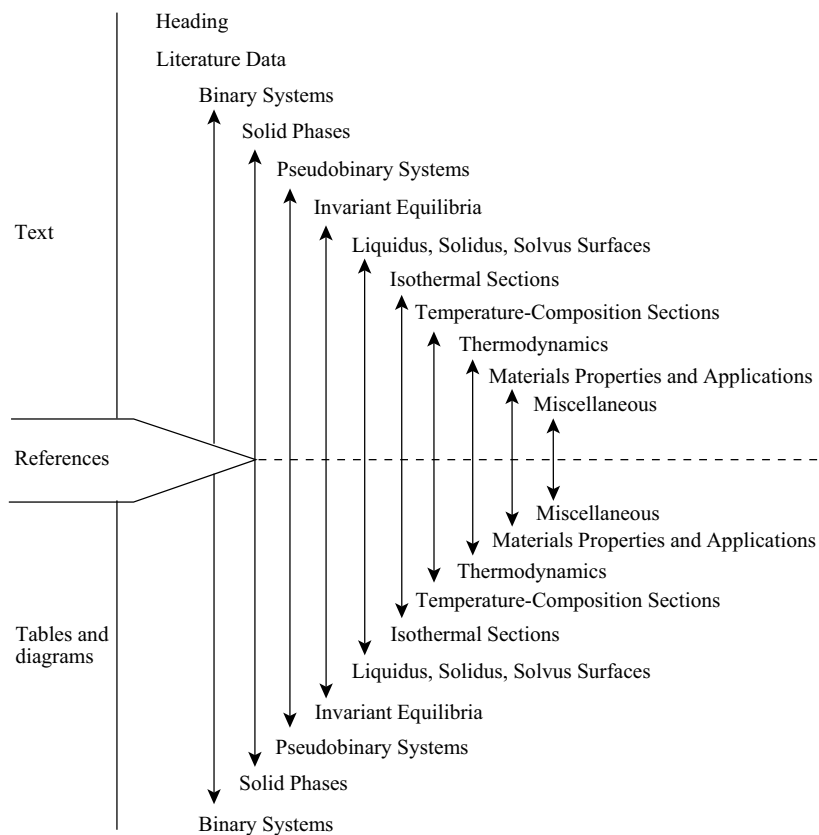 Heading
Literature Data
Binary Systems
Solid Phases
Pseudobinary Systems
Invariant Equilibria
Text
Liquidus, Solidus, Solvus Surfaces
Isothermal Sections
Temperature-Composition Sections
Thermodynamics
Materials Properties and Applications
Miscellaneous
References
Miscellaneous
Materials Properties and Applications
Thermodynamics
Temperature-Composition Sections
Tables and
diagrams
Isothermal Sections
Liquidus, Solidus, Solvus Surfaces
Invariant Equilibria
Pseudobinary Systems
Solid Phases
Binary Systems